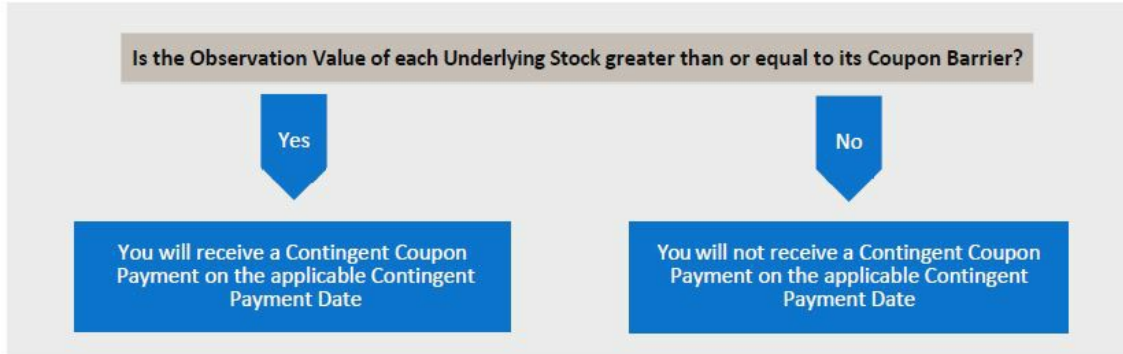 Is the Observation Value of each Underlying Stock greater than or equal to its Coupon Barrier?
Yes
No
You will receive a Contingent Coupon
Payment on the applicable Contingent
Payment Date
You will not receive a Contingent Coupon
Payment on the applicable Contingent
Payment Date